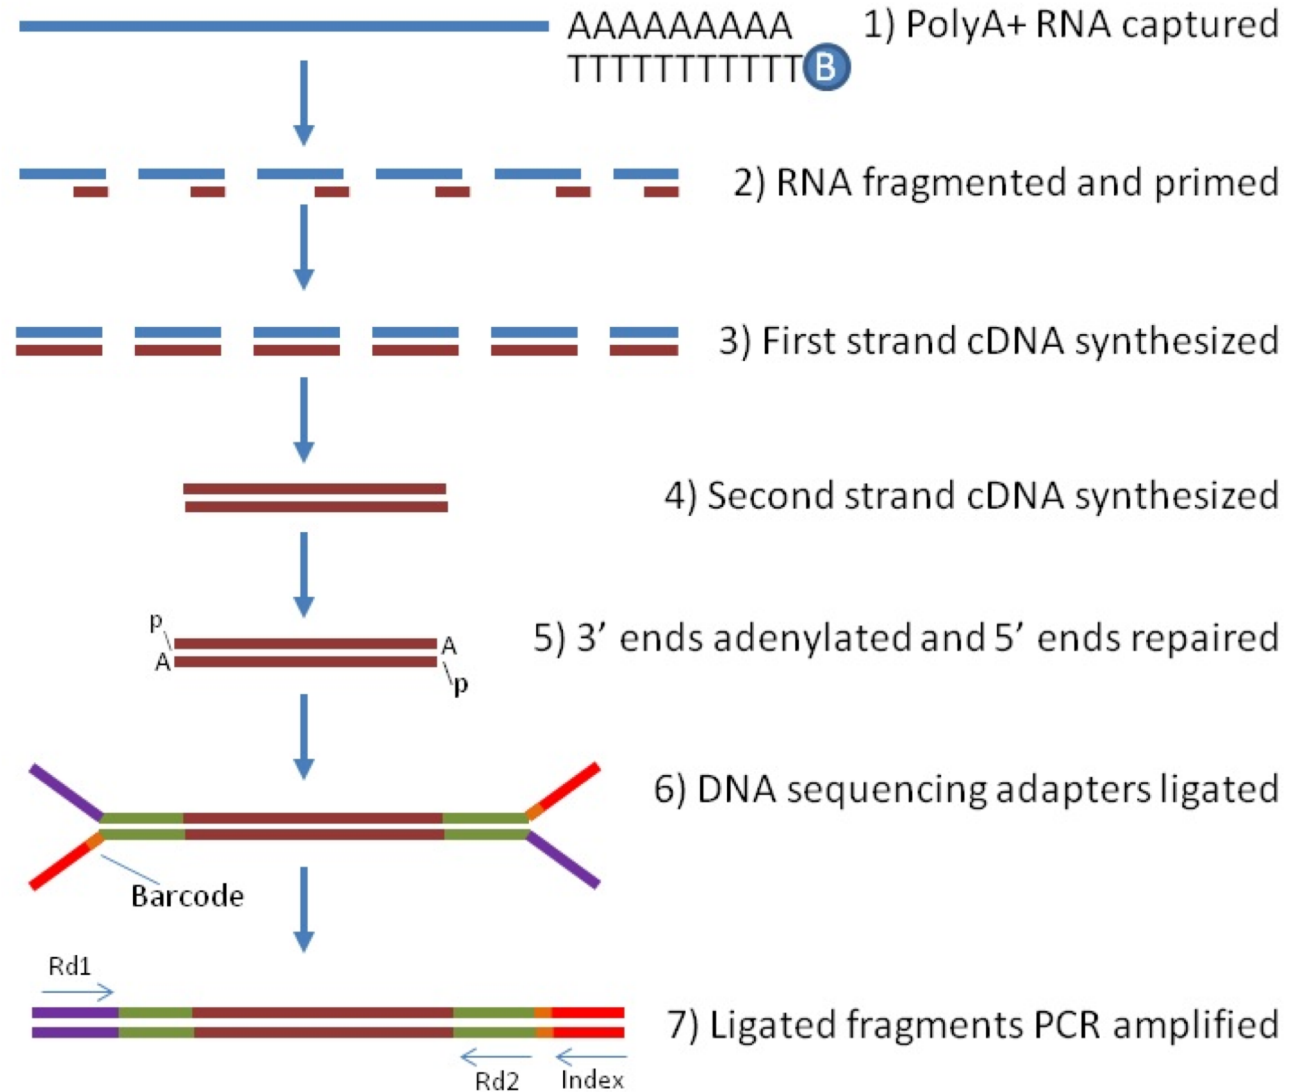 AAAAAAAAA 1) PolyA+ RNA captured
TTTTTTTTTTT B
2) RNA fragmented and primed
3) First strand cDNA synthesized
4) Second strand cDNA synthesized
p
A
A
p
5) 3’ ends adenylated and 5’ ends repaired
6) DNA sequencing adapters ligated
Barcode
Rd1
7) Ligated fragments PCR amplified
Rd2 Index